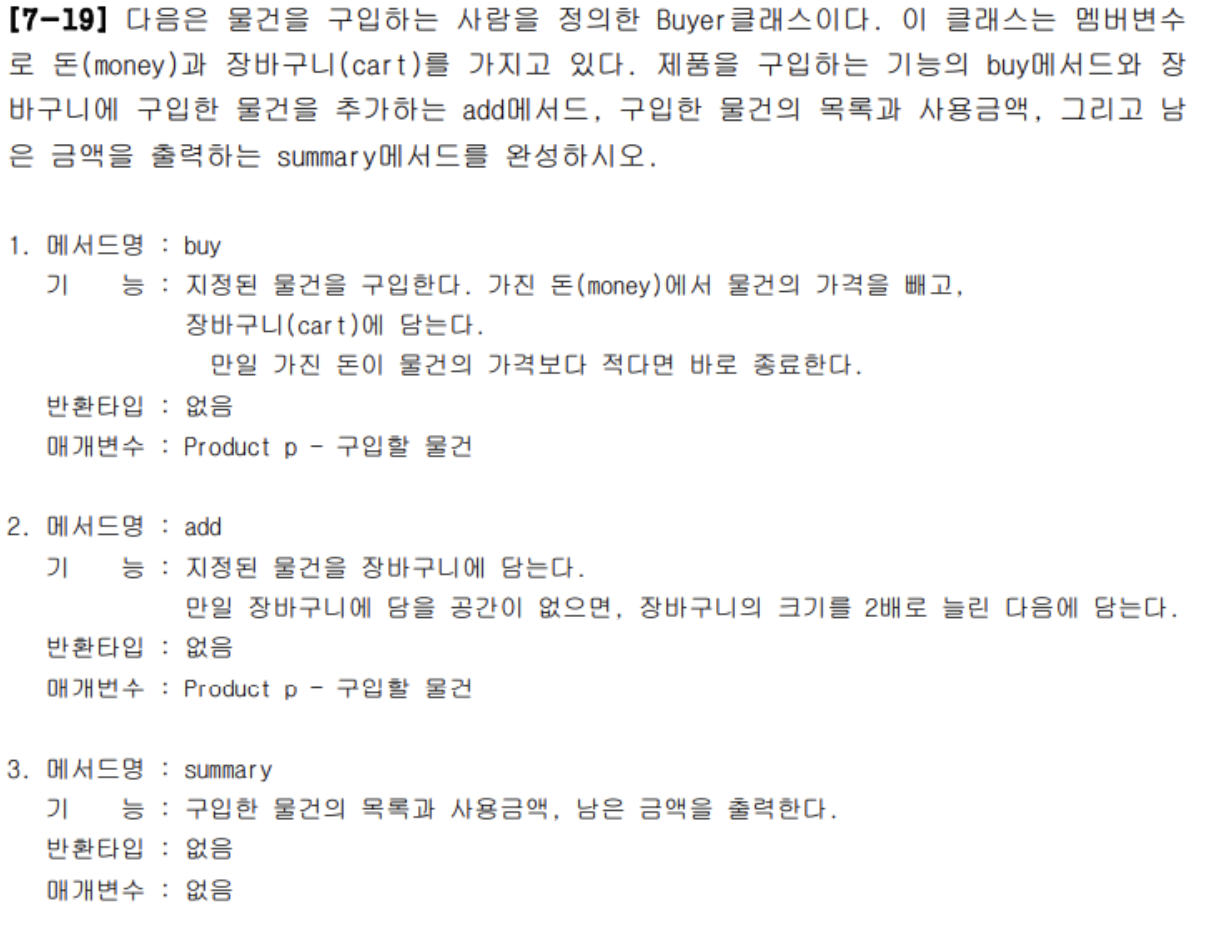 [7-19] 다음은 물건을 구입하는 사람을 정의한 Buyer클래스이다. 이 클래스는 멤버변수
로 돈(money)과 장바구니(cart)를 가지고 있다. 제품을 구입하는 기능의 buy메서드와 장
바구니에 구입한 물건을 추가하는 add메서드, 구입한 물건의 목록과 사용금액, 그리고 남
은 금액을 출력하는 summary메서드를 완성하시오.
1. 메서드명 : buy
기 능 : 지정된 물건을 구입한다. 가진 돈(money)에서 물건의 가격을 빼고,
장바구니(cart)에 담는다.
만일 가진 돈이 물건의 가격보다 적다면 바로 종료한다.
반환타입 : 없음
매개변수 : Product p - 구입할 물건
2. 메서드명 : add
기 능 : 지정된 물건을 장바구니에 담는다.
만일 장바구니에 담을 공간이 없으면, 장바구니의 크기를 2배로 늘린 다음에 담는다.
반환타입 : 없음
매개변수 : Product p - 구입할 물건
3. 메서드명 : summary
기 능 : 구입한 물건의 목록과 사용금액, 남은 금액을 출력한다.
반환타입 : 없음
매개변수 : 없음